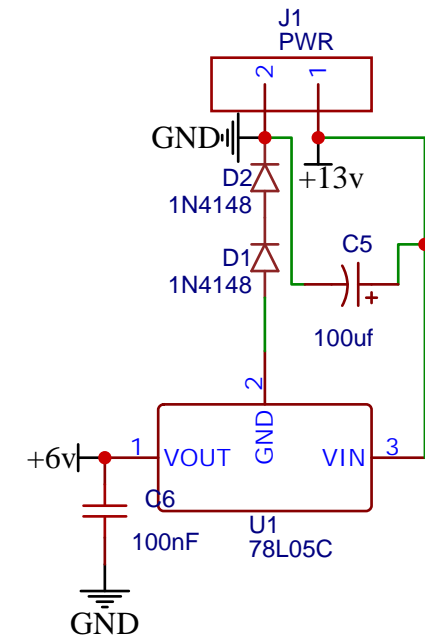 J1
PWR
2 1
GND
+13v
D2
1N4148
C5
D1
1N4148
+
100uf
2
GND
+6v 1 VOUT VIN 3
C6
100nF
U1
78L05C
GND